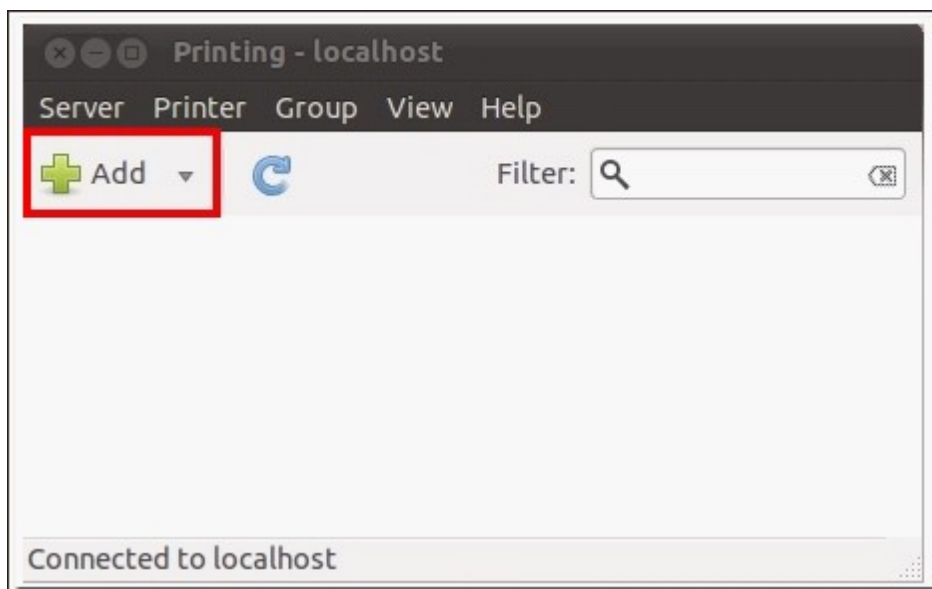 Printing - localhost
Server Printer Group View Help
Add Filter:
Connected to localhost